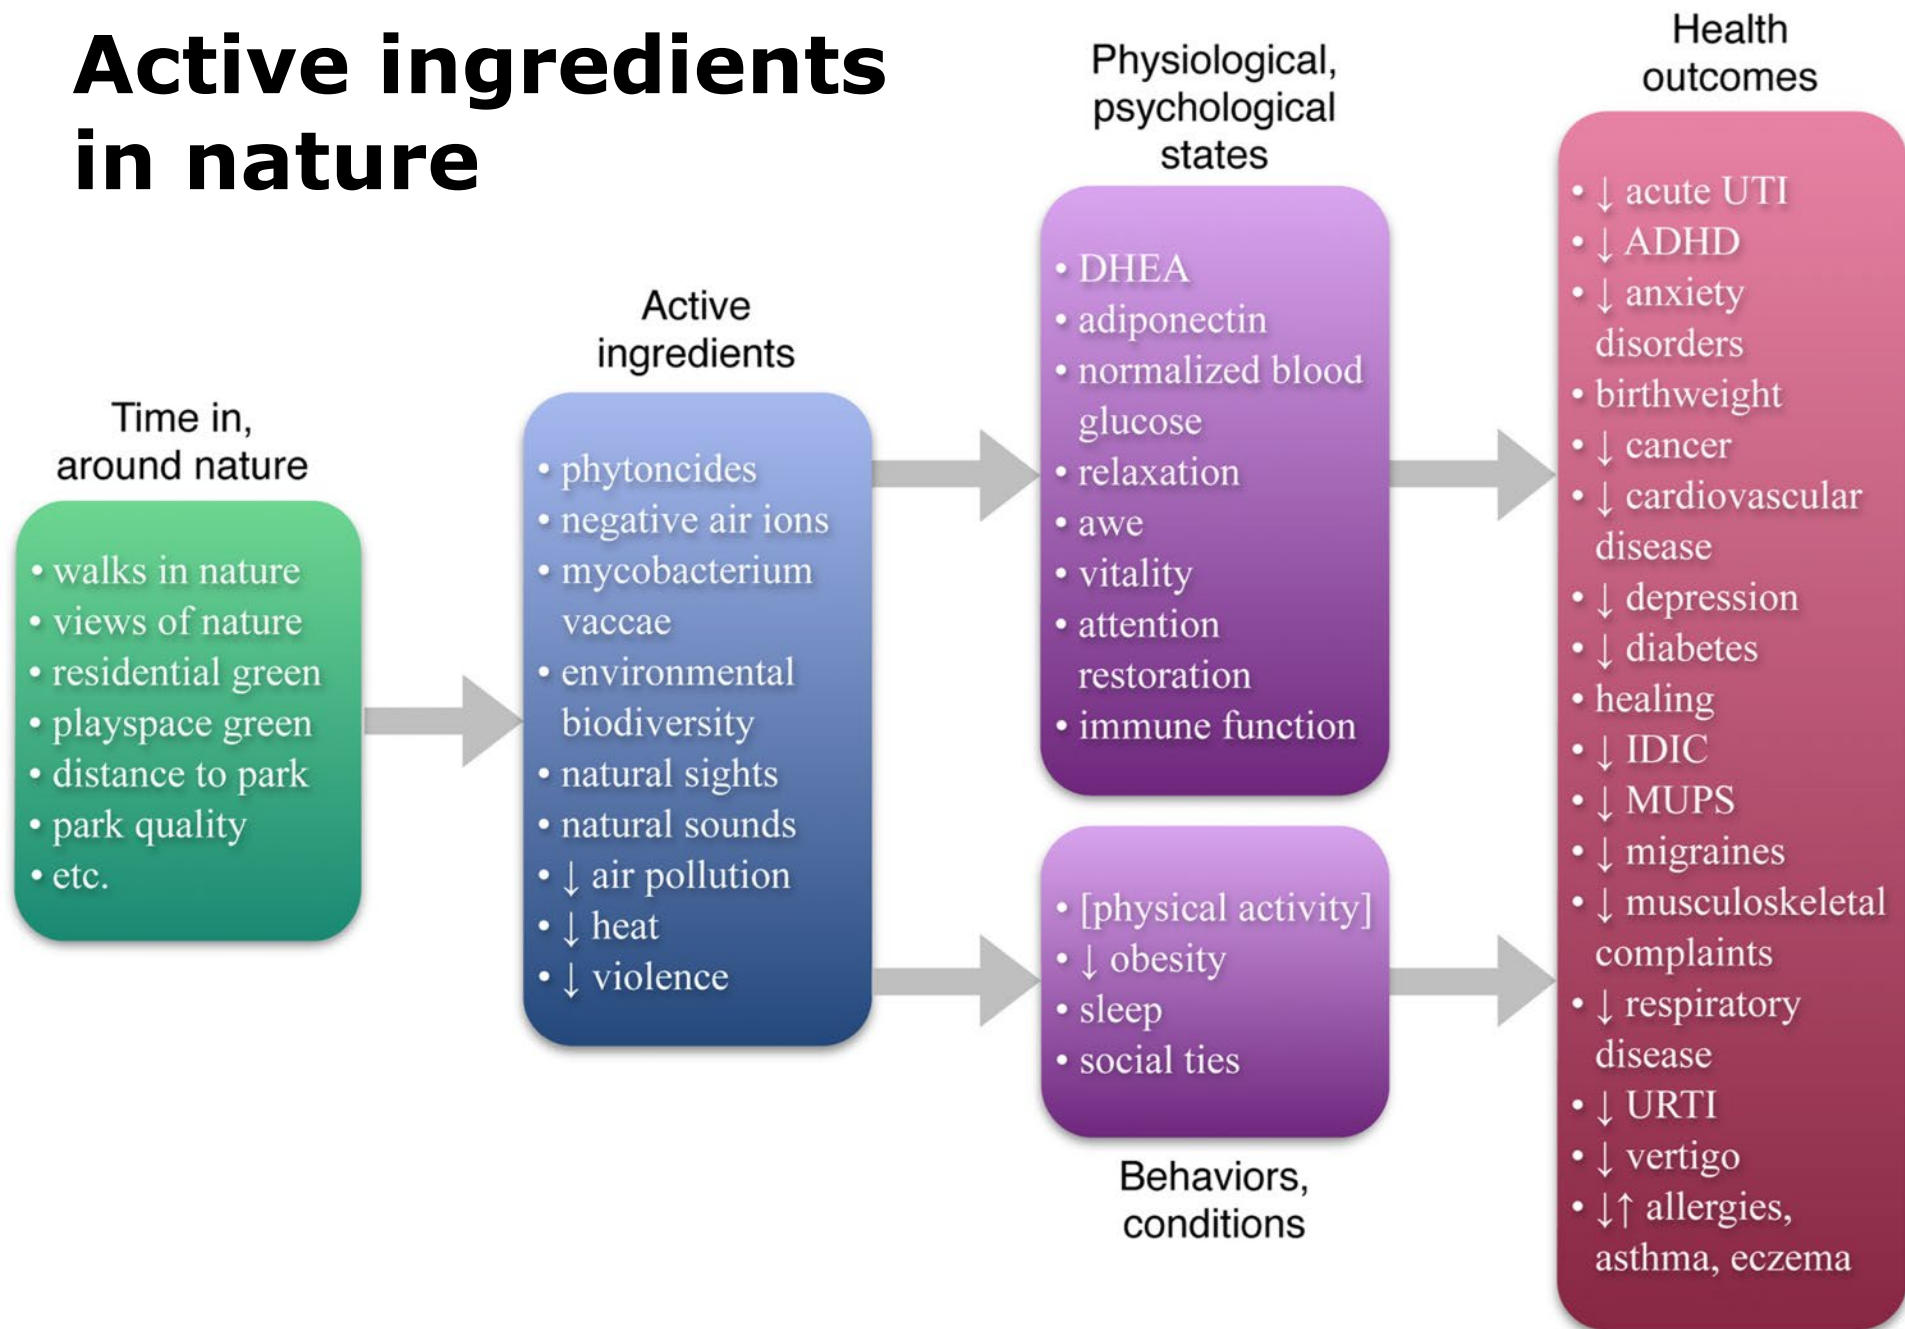 Active ingredients
in nature
Time in,
around nature
• walks in nature
• views of nature
• residential green
• playspace green
• distance to park
• park quality
• etc.
Active
ingredients
• phytoncides
• negative air ions
• mycobacterium
vaccae
• environmental
biodiversity
• natural sights
• natural sounds
• ↓ air pollution
• ↓ heat
• ↓ violence
Physiological,
psychological
states
• DHEA
• adiponectin
• normalized blood
glucose
• relaxation
• awe
• vitality
• attention
restoration
• immune function
• [physical activity]
• ↓ obesity
• sleep
• social ties
Behaviors,
conditions
Health
outcomes
• ↓ acute UTI
• ↓ ADHD
• ↓ anxiety
disorders
• birthweight
• ↓ cancer
• ↓ cardiovascular
disease
• ↓ depression
• ↓ diabetes
• healing
• ↓ IDIC
• ↓ MUPS
• ↓ migraines
• ↓ musculoskeletal
complaints
• ↓ respiratory
disease
• ↓ URTI
• ↓ vertigo
• ↓↑ allergies,
asthma, eczema